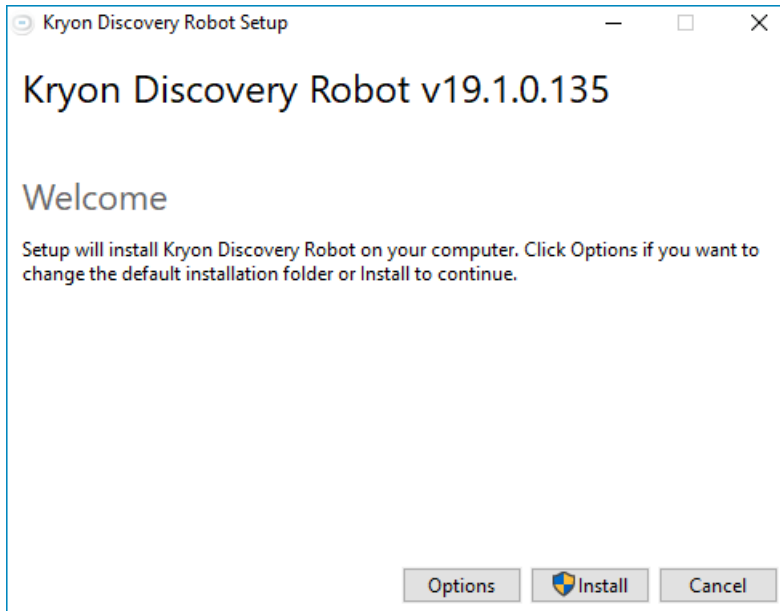 Kryon Discovery Robot Setup
Kryon Discovery Robot v19.1.0.135
Welcome
Setup will install Kryon Discovery Robot on your computer. Click Options if you want to
change the default installation folder or Install to continue.
Options
Install
Cancel